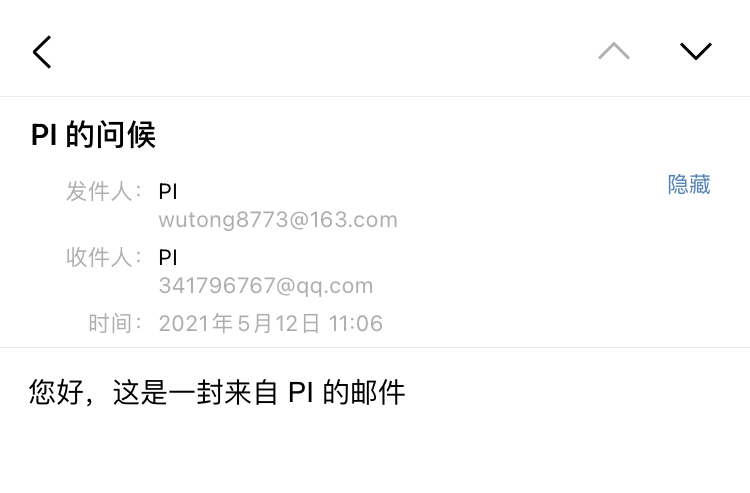 PI 的问候
发件人： PI 隐藏
wutong8773@163.com
收件人： PI
341796767@qq.com
时间： 2021年5月12日 11:06
您好，这是一封来自 PI 的邮件